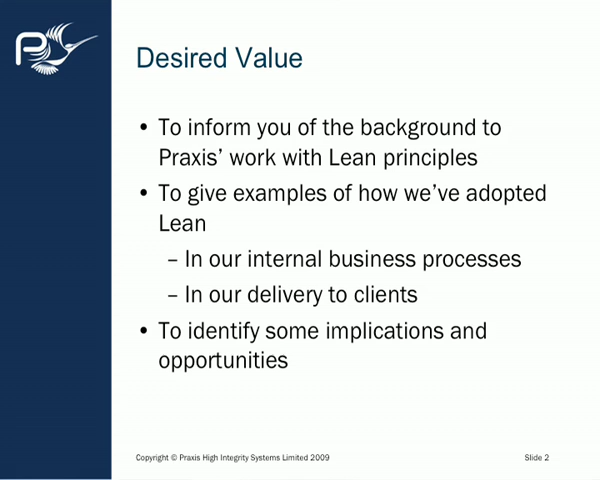 Desired Value
• To inform you of the background to
Praxis' work with Lean principles
• To give examples of how we've adopted
Lean
– In our internal business processes
– In our delivery to clients
• To identify some implications and
opportunities
Copyright © Praxis High Integrity Systems Limited 2009
Slide 2